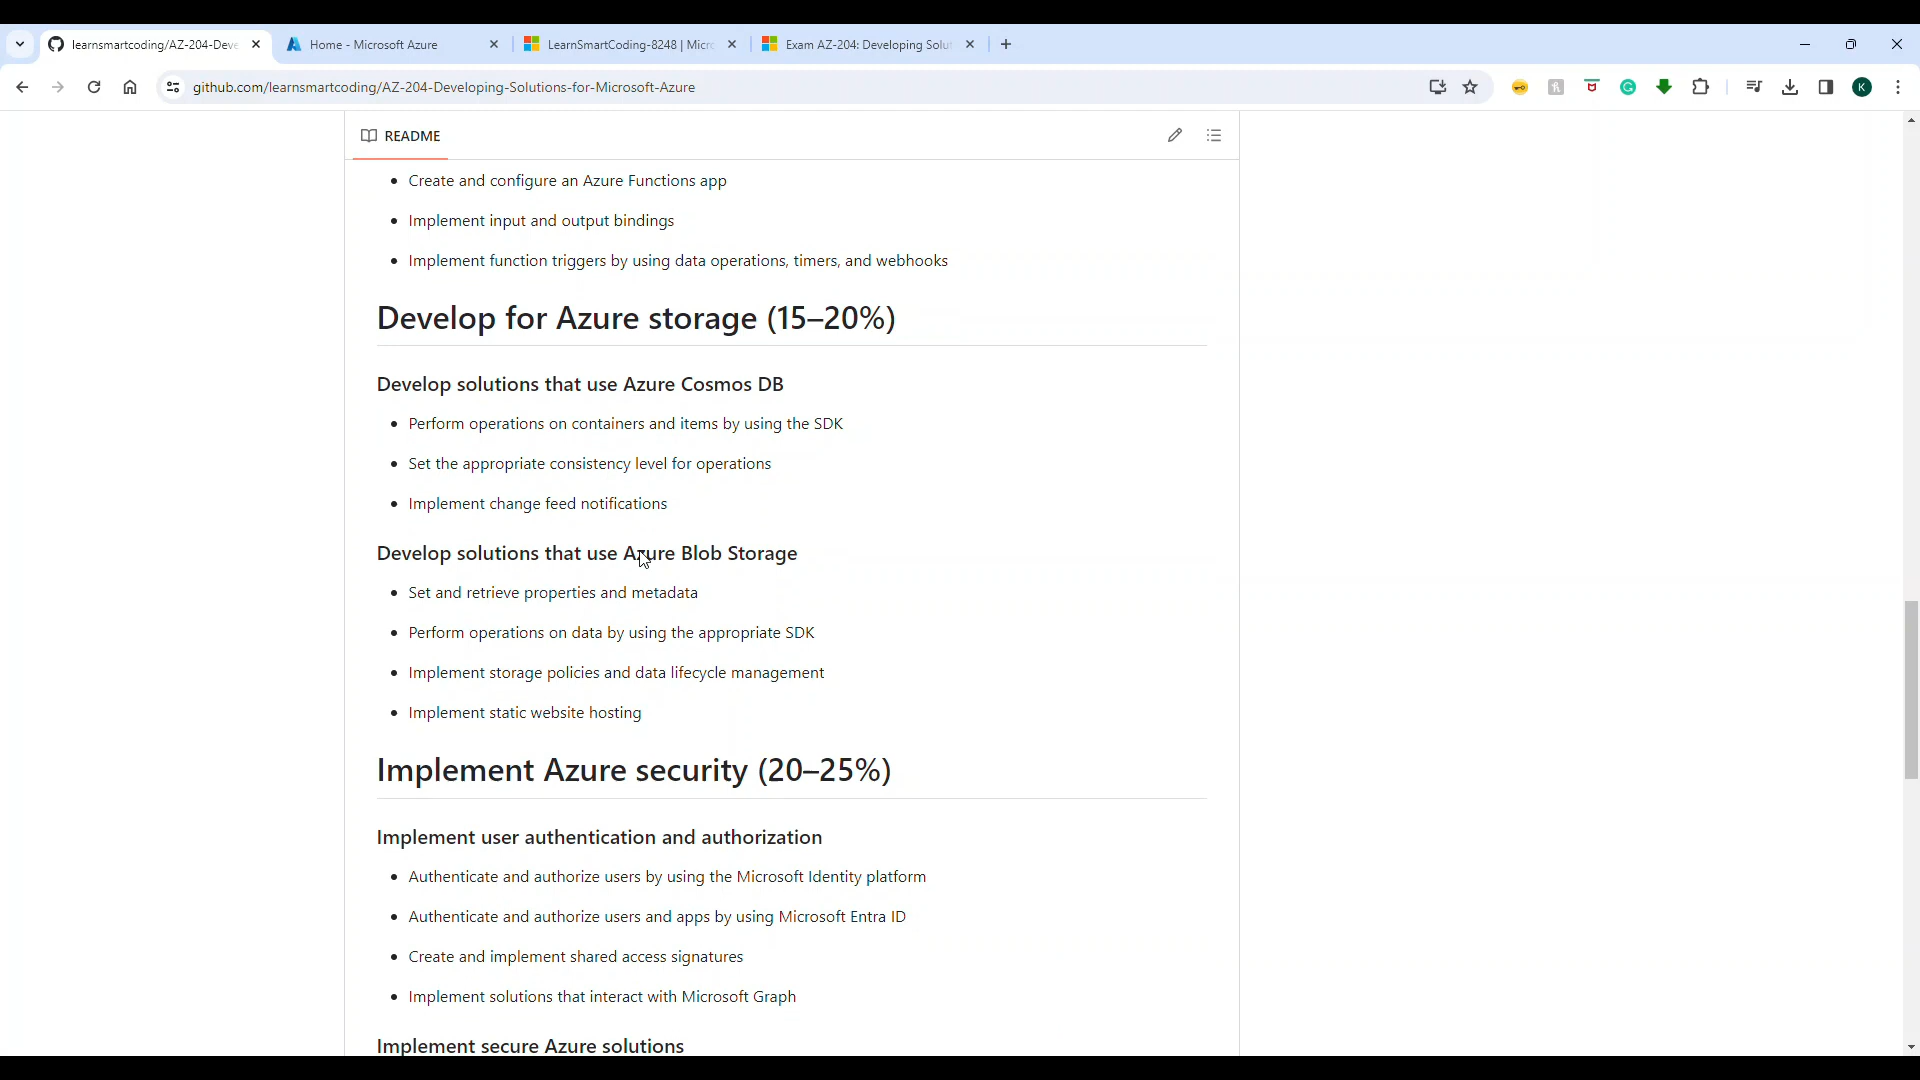 learnsmartcoding/AZ-204-Deve
Home - Microsoft Azure
LearnSmartCoding-8248 | Micr
Exam AZ-204: Developing Solut
github.com/learnsmartcoding/AZ-204-Developing-Solutions-for-Microsoft-Azure
K
README
Create and configure an Azure Functions app
Implement input and output bindings
Implement function triggers by using data operations, timers, and webhooks
Develop for Azure storage (15–20%)
Develop solutions that use Azure Cosmos DB
Perform operations on containers and items by using the SDK
Set the appropriate consistency level for operations
Implement change feed notifications
Develop solutions that use Azure Blob Storage
Set and retrieve properties and metadata
Perform operations on data by using the appropriate SDK
Implement storage policies and data lifecycle management
Implement static website hosting
Implement Azure security (20–25%)
Implement user authentication and authorization
Authenticate and authorize users by using the Microsoft Identity platform
Authenticate and authorize users and apps by using Microsoft Entra ID
Create and implement shared access signatures
Implement solutions that interact with Microsoft Graph
Implement secure Azure solutions